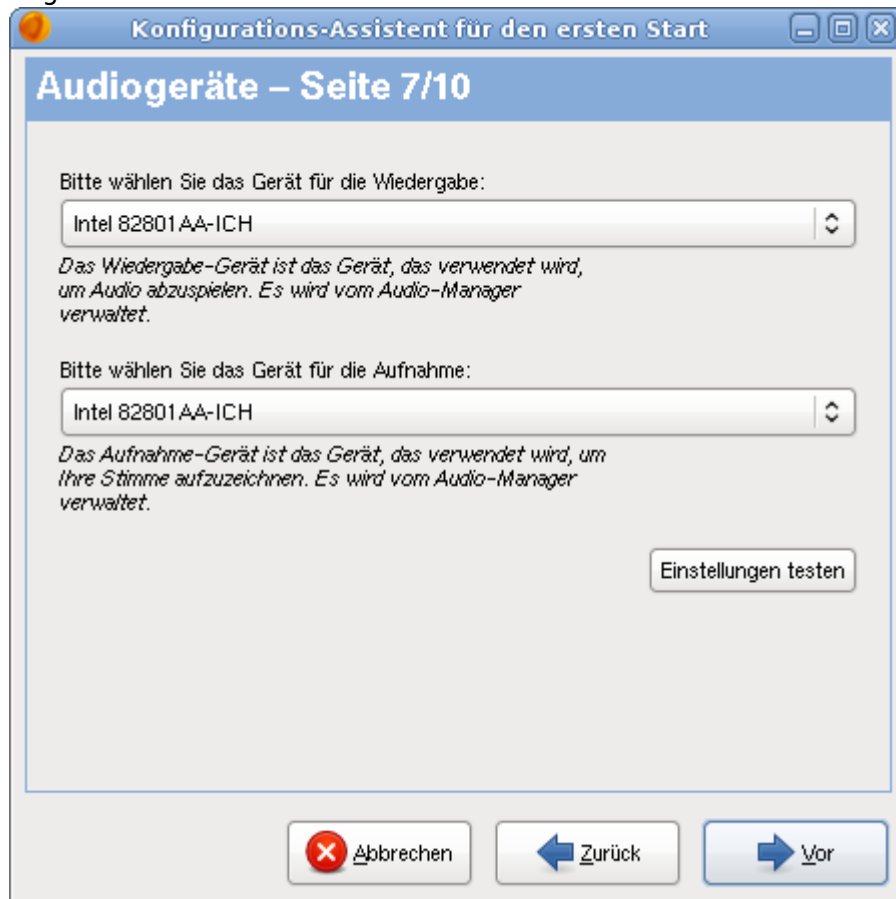 Konfigurations-Assistent für den ersten Start
Audiogeräte – Seite 7/10
Bitte wählen Sie das Gerät für die Wiedergabe:
Intel 82801AA-ICH
Das Wiedergabe-Gerät ist das Gerät, das verwendet wird,
um Audio abzuspielen. Es wird vom Audio-Manager
verwaltet.
Bitte wählen Sie das Gerät für die Aufnahme:
Intel 82801AA-ICH
Das Aufnahme-Gerät ist das Gerät, das verwendet wird, um
Ihre Stimme aufzuzeichnen. Es wird vom Audio-Manager
verwaltet.
Einstellungen testen
Abbrechen
Zurück
Vor